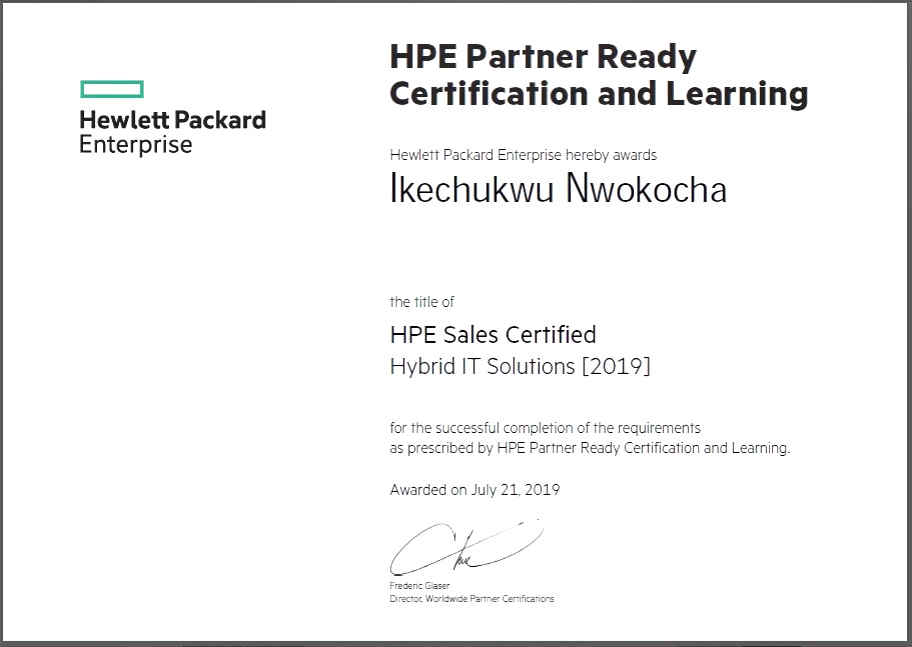 HPE Partner Ready
Certification and Learning
Hewlett Packard
Enterprise
Hewlett Packard Enterprise hereby awards
Ikechukwu Nwokocha
the title of
HPE Sales Certified
Hybrid IT Solutions [2019]
for the successful completion of the requirements
as prescribed by HPE Partner Ready Certification and Learning.
Awarded on July 21, 2019
Frederic Glaser
Director, Worldwide Partner Certifications